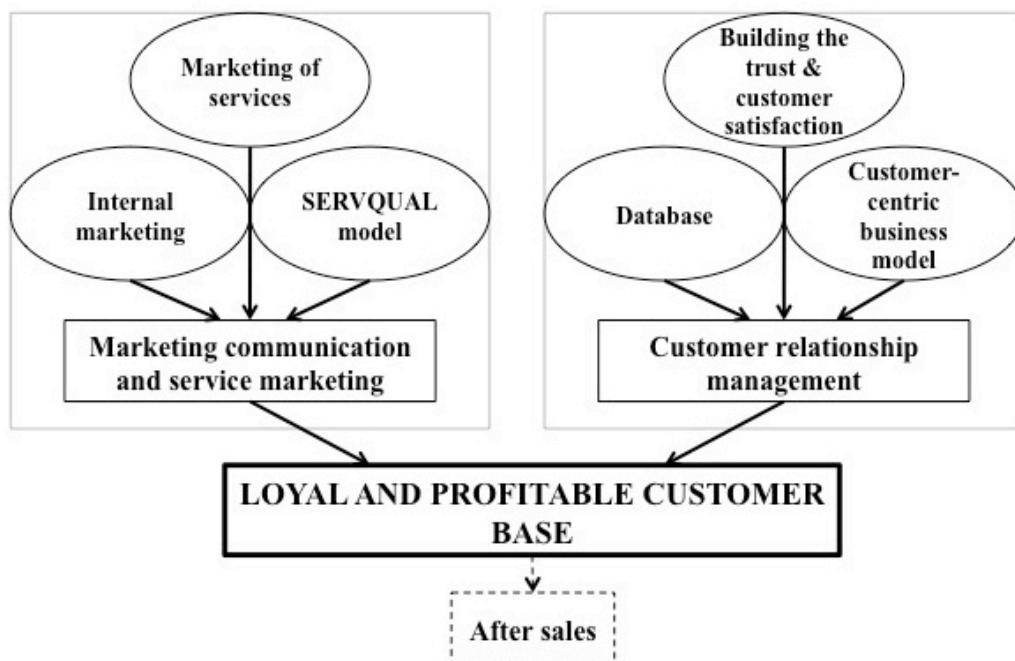 Marketing of
services
Internal
marketing
SERVQUAL
model
Marketing communication
and service marketing
Building the
trust &
customer
satisfaction
Database
Customer-
centric
business
model
Customer relationship
management
LOYAL AND PROFITABLE CUSTOMER
BASE
After sales